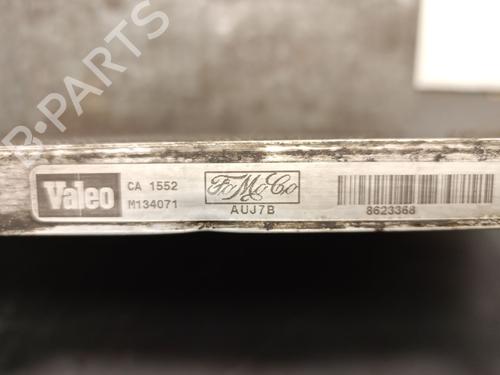 B-PARTS
Valeo
CA 1552
M134071
FoMoCo
AUJ7B
8623368